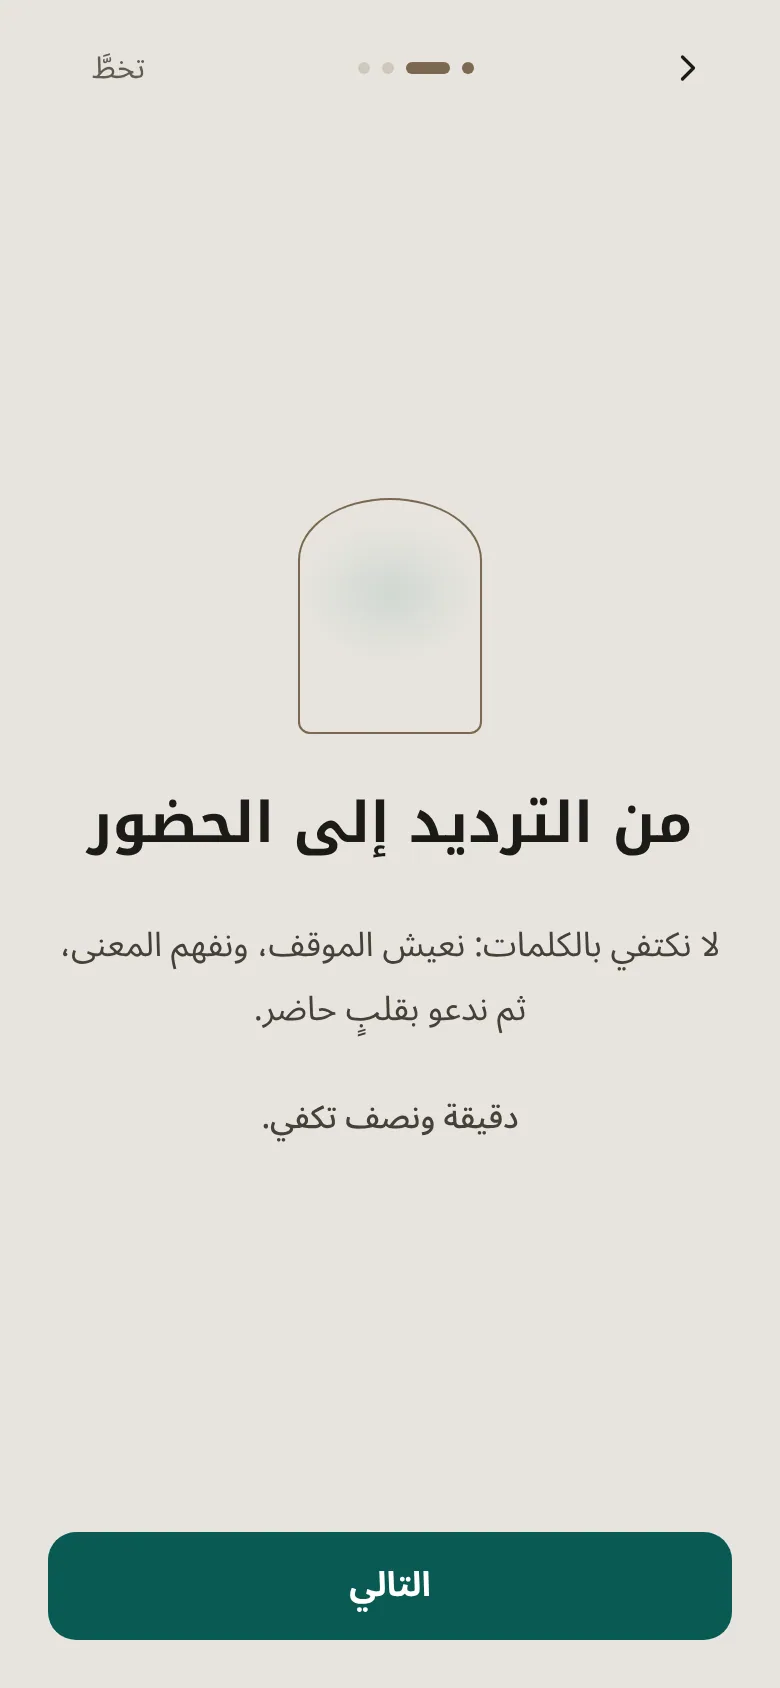 تخطَّ
من الترديد إلى الحضور
لا نكتفي بالكلمات: نعيش الموقف، ونفهم المعنى،
ثم ندعو بقلبٍ حاضر.
دقيقة ونصف تكفي.
التالي